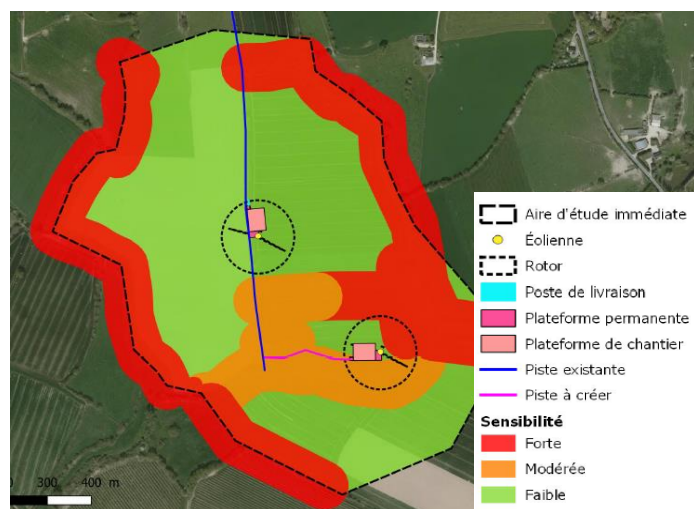 Aire d'étude immédiate
Éolienne
Rotor
Poste de livraison
Plateforme permanente
Plateforme de chantier
Piste existante
Piste à créer
Sensibilité
Forte
Modérée
Faible
300 400 m